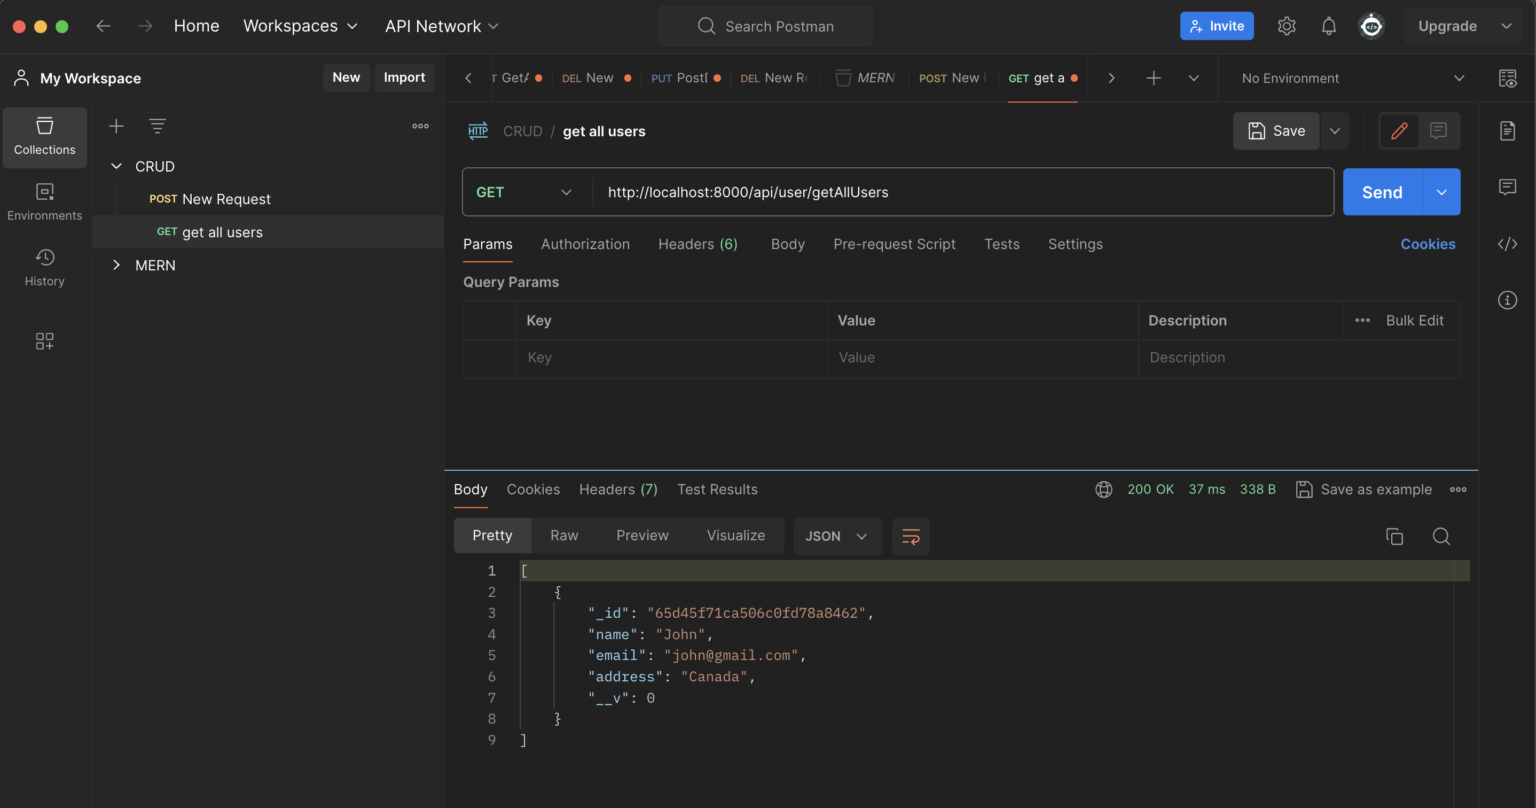 Home Workspaces API Network Search Postman Invite Upgrade
My Workspace New Import GetA DEL New PUT PostD DEL New Re MERN POST New GET get a No Environment
Collections
Environments
History
CRUD
POST New Request
GET get all users
MERN
HTTP CRUD / get all users Save
GET http://localhost:8000/api/user/getAllUsers Send
Params Authorization Headers (6) Body Pre-request Script Tests Settings Cookies
Query Params
Key Value Description Bulk Edit
Key Value Description
Body Cookies Headers (7) Test Results 200 OK 37 ms 338 B Save as example
Pretty Raw Preview Visualize JSON
1 [
2 {
3 "_id": "65d45f71ca506c0fd78a8462",
4 "name": "John",
5 "email": "john@gmail.com",
6 "address": "Canada",
7 "__v": 0
8 }
9 ]